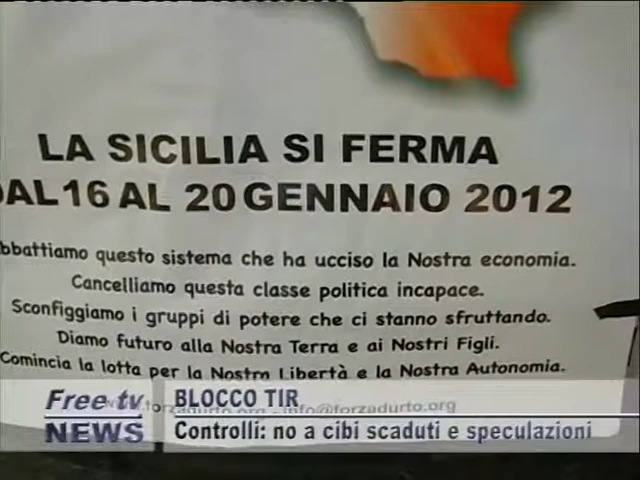 LA SICILIA SI FERMA
DAL 16 AL 20 GENNAIO 2012
bbattiamo questo sistema che ha ucciso la Nostra economia.
Cancelliamo questa classe politica incapace.
Sconfiggiamo i gruppi di potere che ci stanno sfruttando.
Diamo futuro alla Nostra Terra e ai Nostri Figli.
Comincia la lotta per la Nostra Libertà e la Nostra Autonomia.
forzadurto.org - info@forzadurto.org
Free tv
NEWS
BLOCCO TIR
Controlli: no a cibi scaduti e speculazioni